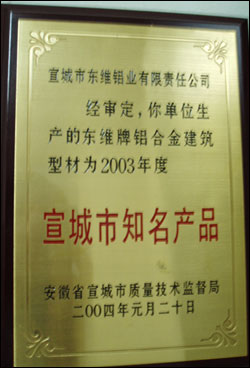 宣城市东维铝业有限责任公司
经审定,你单位生
产的东维牌铝合金建筑
型材为2003年度
宣城市知名产品
安徽省宣城市质量技术监督局
二00四年元月二十日